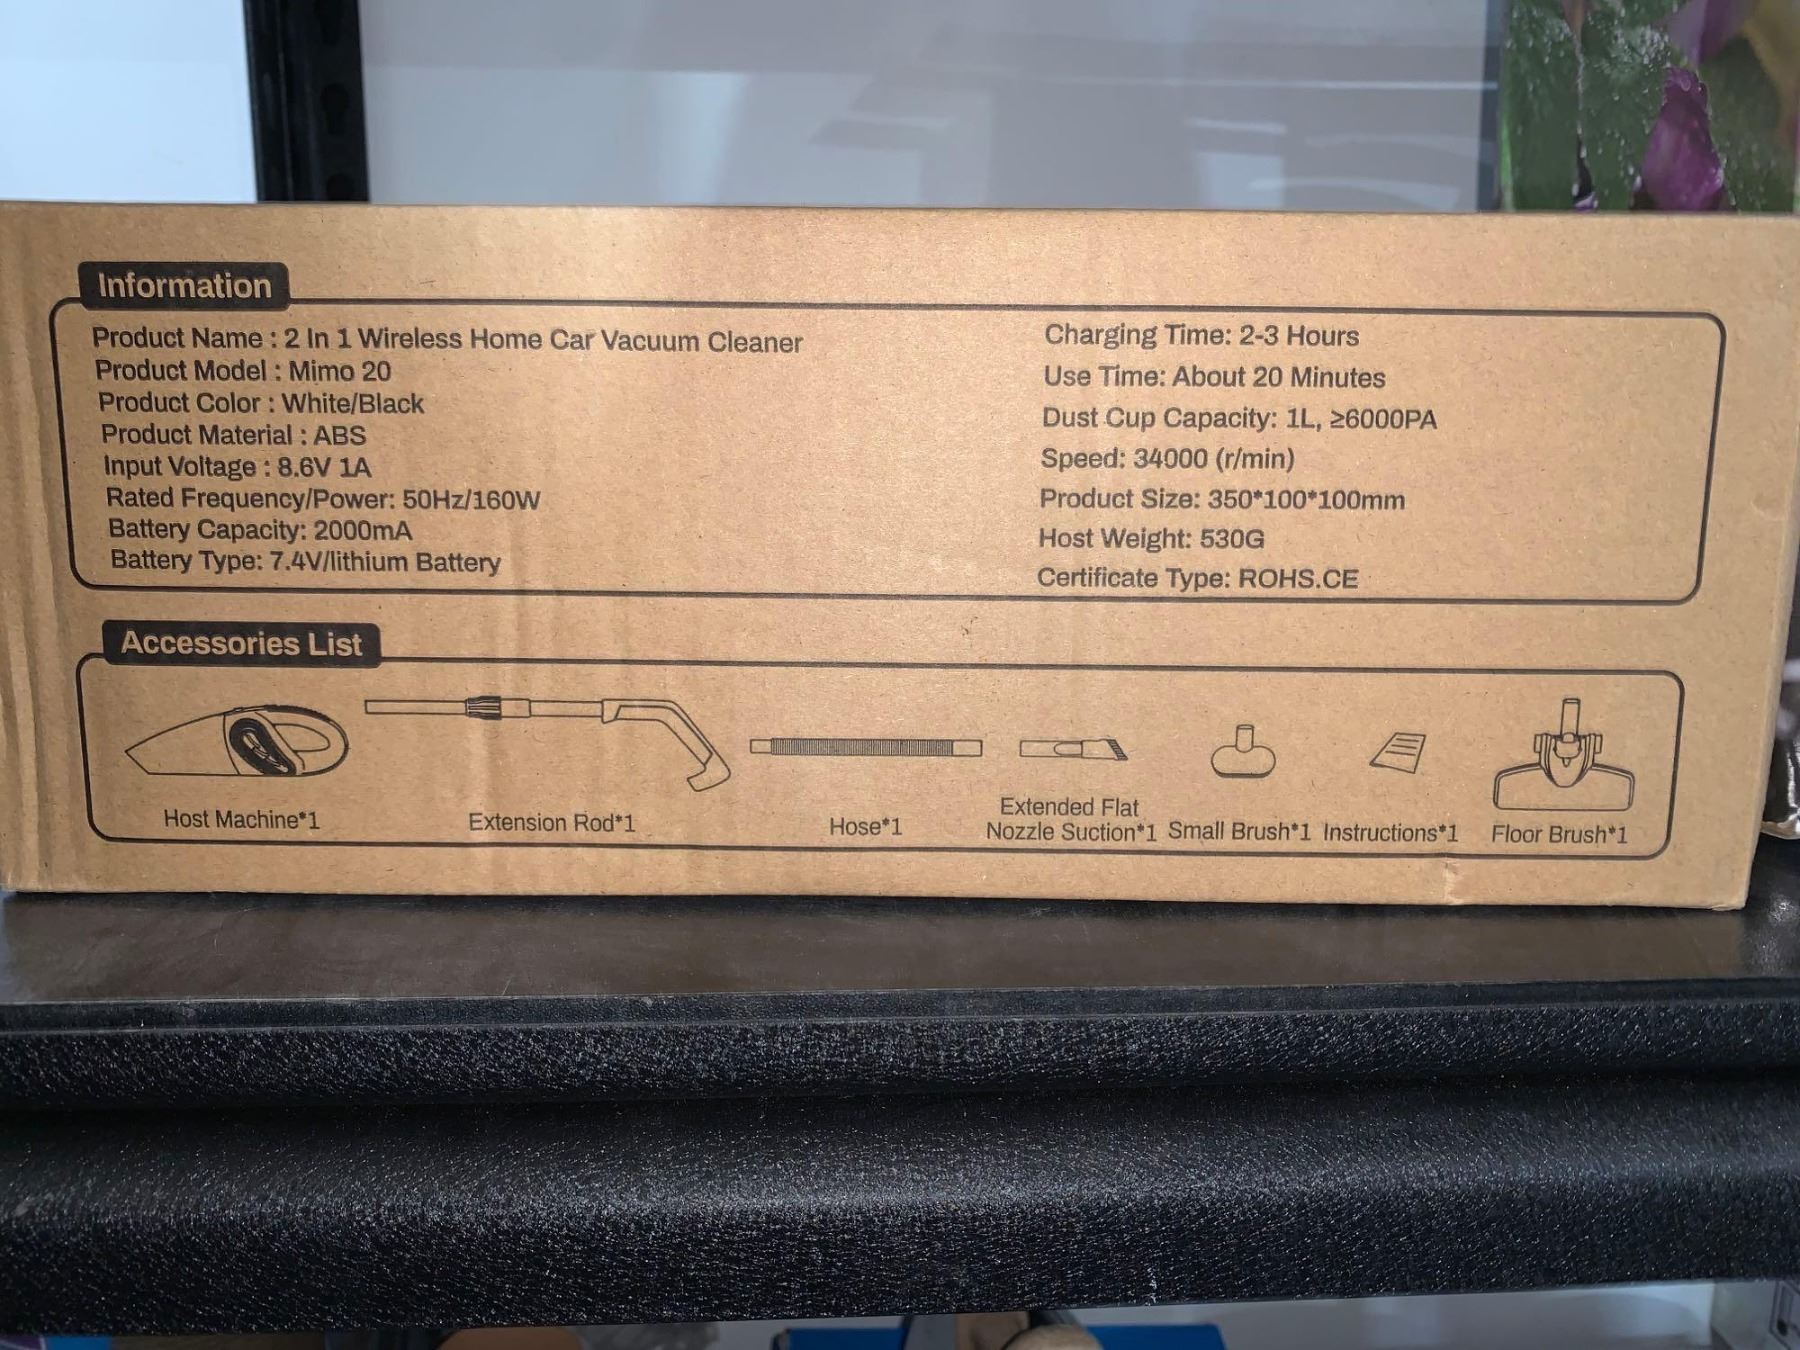 Information
Product Name : 2 In 1 Wireless Home Car Vacuum Cleaner
Product Model : Mimo 20
Product Color : White/Black
Product Material : ABS
Input Voltage : 8.6V 1A
Rated Frequency/Power: 50Hz/160W
Battery Capacity: 2000mA
Battery Type: 7.4V/lithium Battery
Charging Time: 2-3 Hours
Use Time: About 20 Minutes
Dust Cup Capacity: 1L, ≥6000PA
Speed: 34000 (r/min)
Product Size: 350*100*100mm
Host Weight: 530G
Certificate Type: ROHS.CE
Accessories List
Host Machine*1
Extension Rod*1
Hose*1
Extended Flat
Nozzle Suction*1
Small Brush*1
Instructions*1
Floor Brush*1